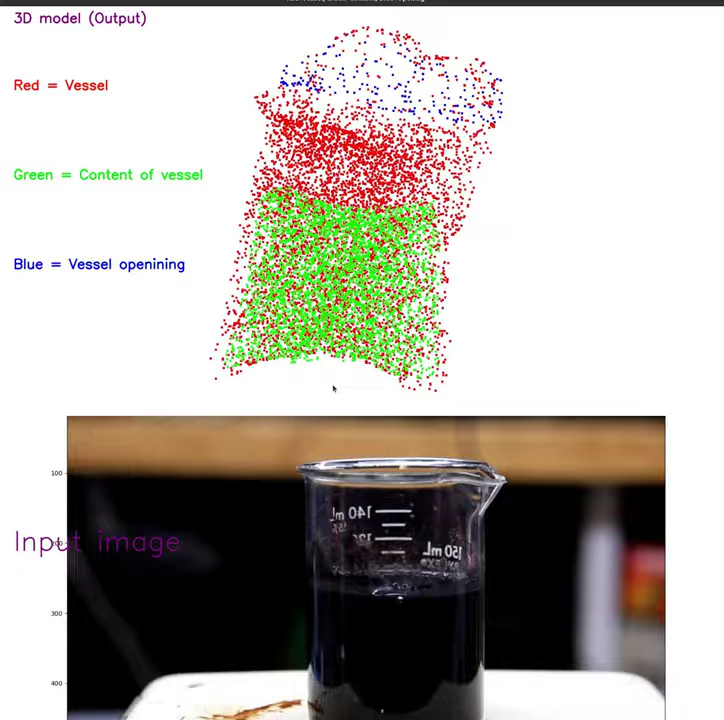 3D model (Output)
Red = Vessel
Green = Content of vessel
Blue = Vessel openining
100
Input image
300
400
140 mL
150 mL